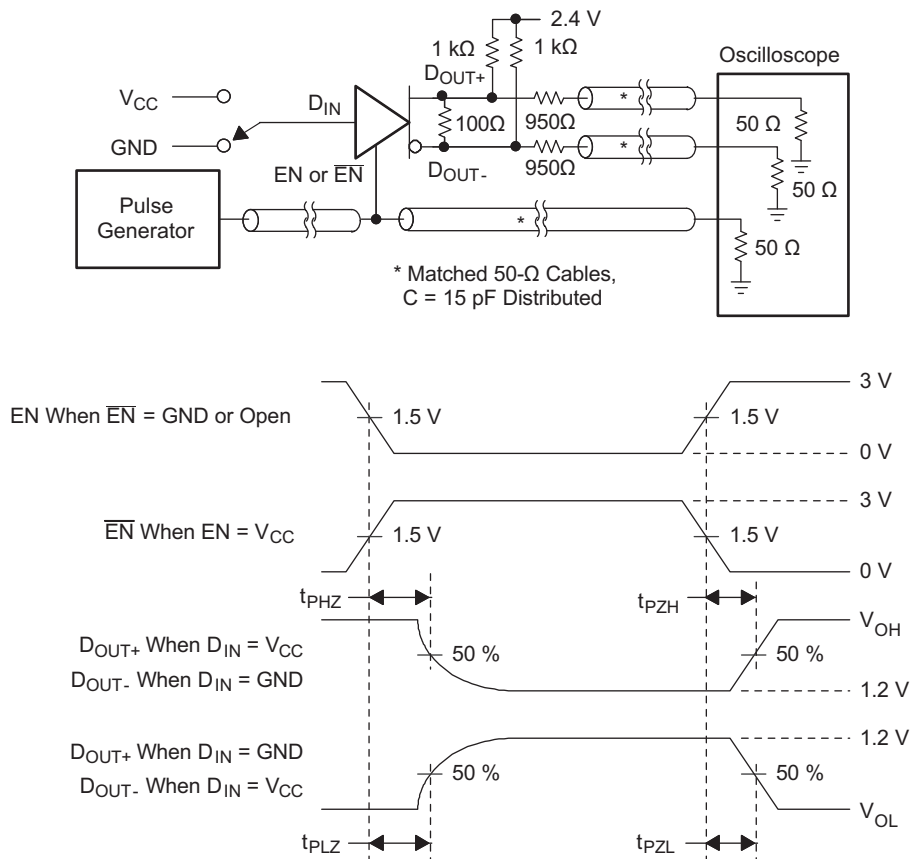 2.4 V
1 kΩ
1 kΩ
Oscilloscope
D_OUT+
V_CC
D_IN
*
950Ω
100Ω
50 Ω
GND
*
950Ω
D_OUT-
EN or E̅N̅
50 Ω
Pulse
Generator
*
50 Ω
* Matched 50-Ω Cables,
C = 15 pF Distributed
3 V
EN When E̅N̅ = GND or Open
1.5 V
1.5 V
0 V
3 V
E̅N̅ When EN = V_CC
1.5 V
1.5 V
0 V
t_PHZ
t_PZH
V_OH
D_OUT+ When D_IN = V_CC
50 %
50 %
D_OUT- When D_IN = GND
1.2 V
1.2 V
D_OUT+ When D_IN = GND
50 %
50 %
D_OUT- When D_IN = V_CC
V_OL
t_PLZ
t_PZL